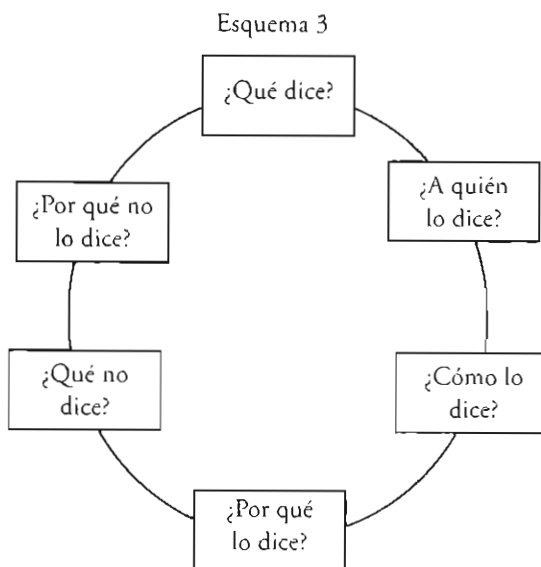 Esquema 3
¿Qué dice?
¿A quién
lo dice?
¿Cómo lo
dice?
¿Por qué
lo dice?
¿Qué no
dice?
¿Por qué no
lo dice?